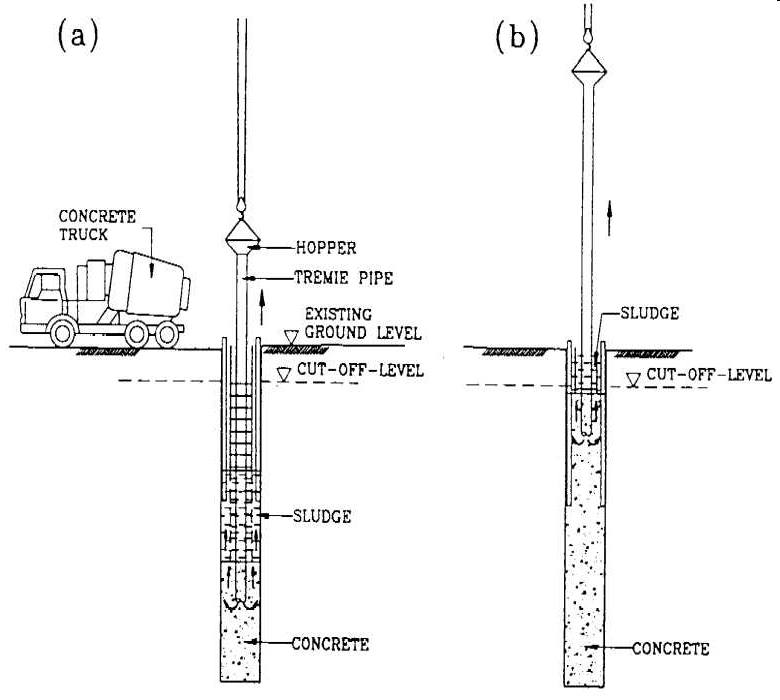 (a)
CONCRETE
TRUCK
HOPPER
TREMIE PIPE
EXISTING
GROUND LEVEL
CUT-OFF-LEVEL
SLUDGE
CONCRETE
(b)
SLUDGE
CUT-OFF-LEVEL
CONCRETE